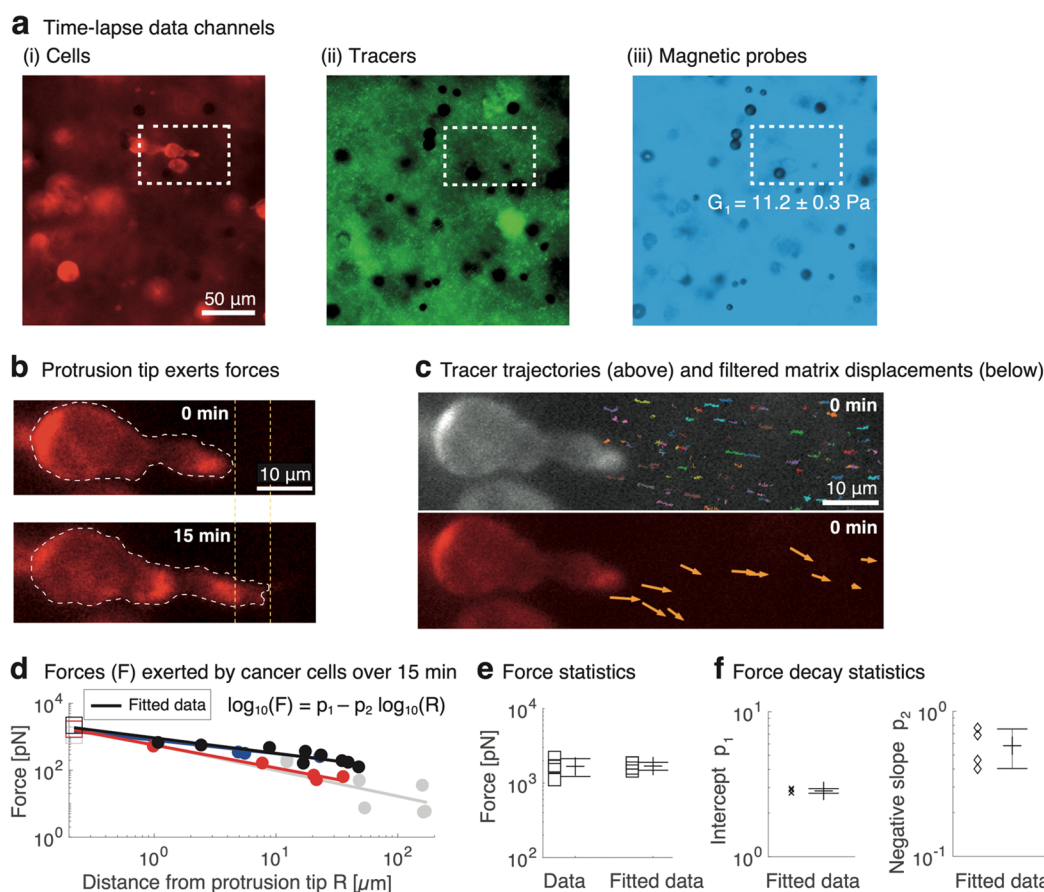 a Time-lapse data channels
(i) Cells
(ii) Tracers
(iii) Magnetic probes
50 μm
G1 = 11.2 ± 0.3 Pa
b Protrusion tip exerts forces
0 min
10 μm
15 min
c Tracer trajectories (above) and filtered matrix displacements (below)
0 min
10 μm
0 min
d Forces (F) exerted by cancer cells over 15 min
Fitted data
log10(F) = p1 – p2 log10(R)
Force [pN]
10^4
10^2
10^0
10^0
10^1
10^2
Distance from protrusion tip R [μm]
e Force statistics
Force [pN]
10^4
10^3
10^2
Data
Fitted data
f Force decay statistics
Intercept p1
10^1
10^0
Fitted data
Negative slope p2
10^0
10^-1
Fitted data